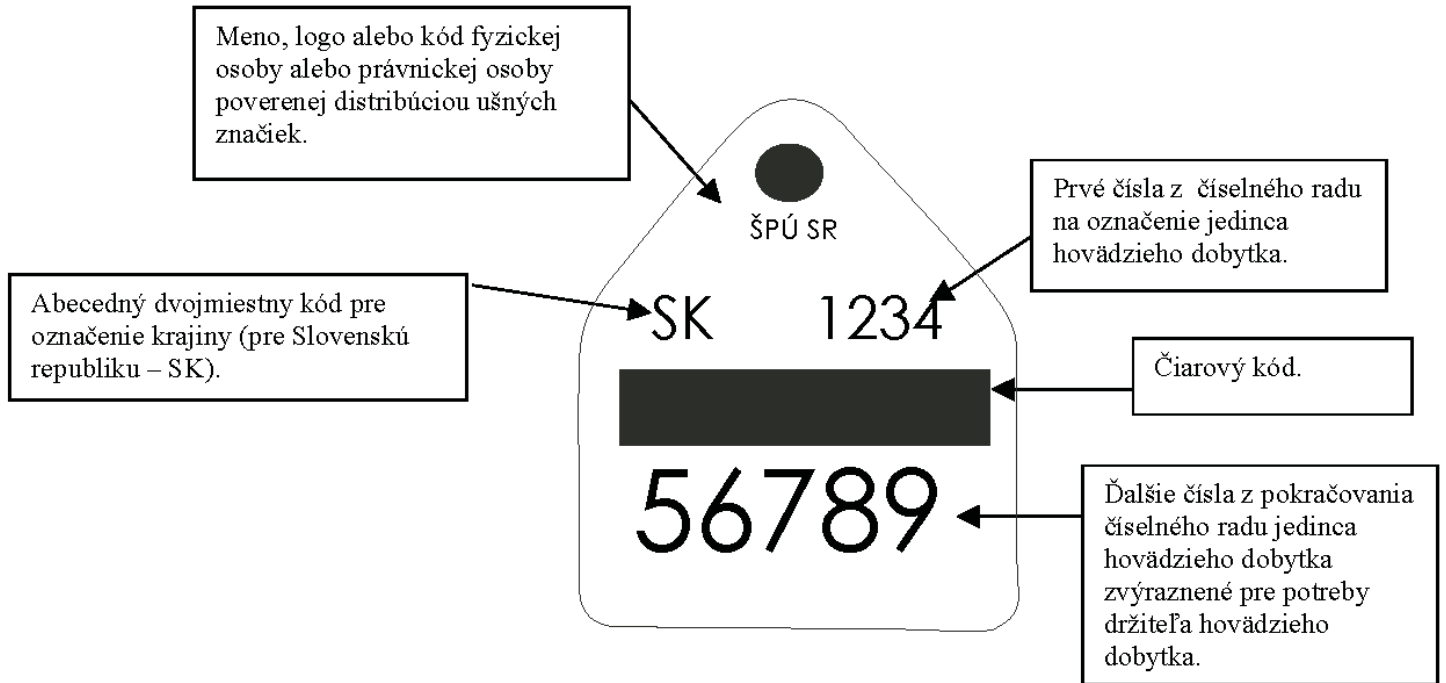 Meno, logo alebo kód fyzickej
osoby alebo právnickej osoby
poverenej distribúciou ušných
značiek.
Prvé čísla z číselného radu
na označenie jedinca
hovädzieho dobytka.
ŠPÚ SR
Abecedný dvojmiestny kód pre
označenie krajiny (pre Slovenskú
republiku – SK).
SK 1234
Čiarový kód.
56789
Ďalšie čísla z pokračovania
číselného radu jedinca
hovädzieho dobytka
zvýraznené pre potreby
držiteľa hovädzieho
dobytka.